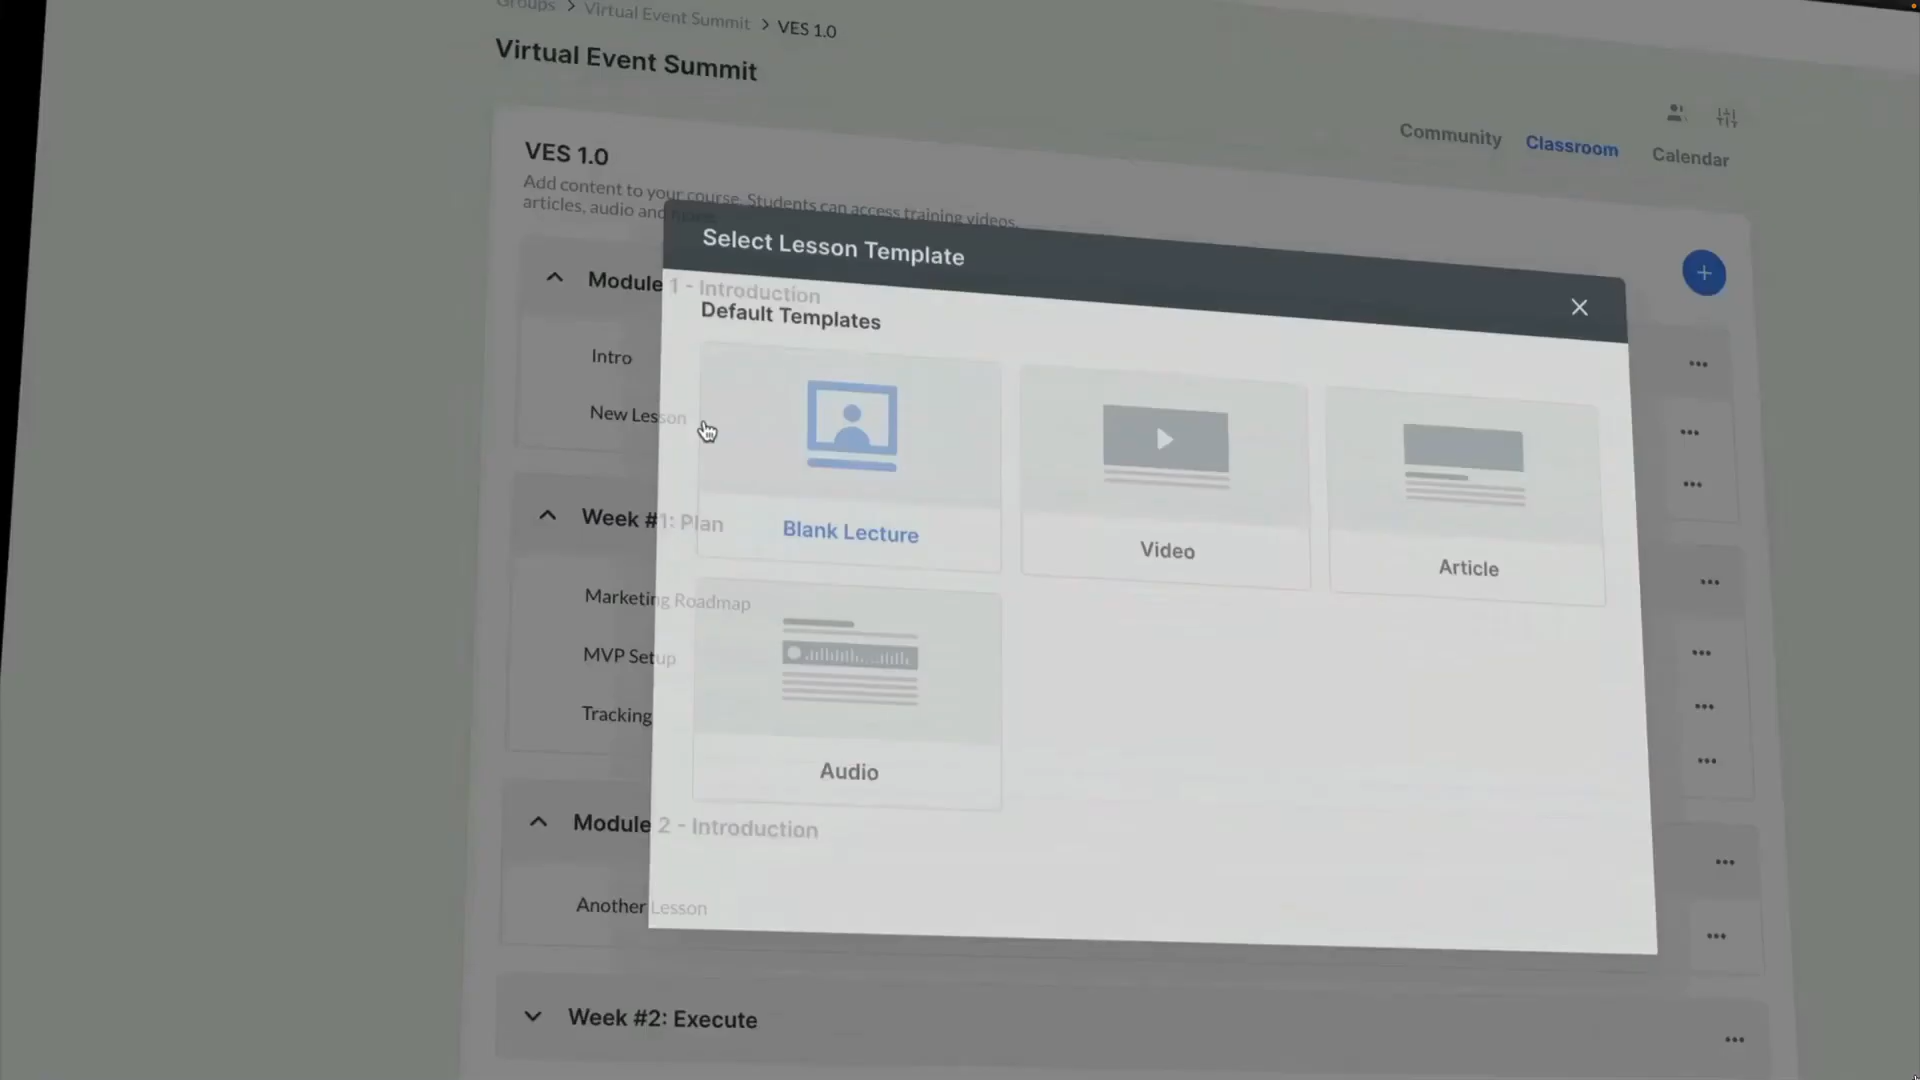 Groups > Virtual Event Summit > VES 1.0
Virtual Event Summit
Community Classroom Calendar
VES 1.0
Add content to your course. Students can access training videos,
articles, audio and more.
Select Lesson Template
Module 1 - Introduction
Default Templates
Intro
New Lesson
Blank Lecture
Video
Article
Week #1: Plan
Marketing Roadmap
MVP Setup
Tracking
Audio
Module 2 - Introduction
Another Lesson
Week #2: Execute